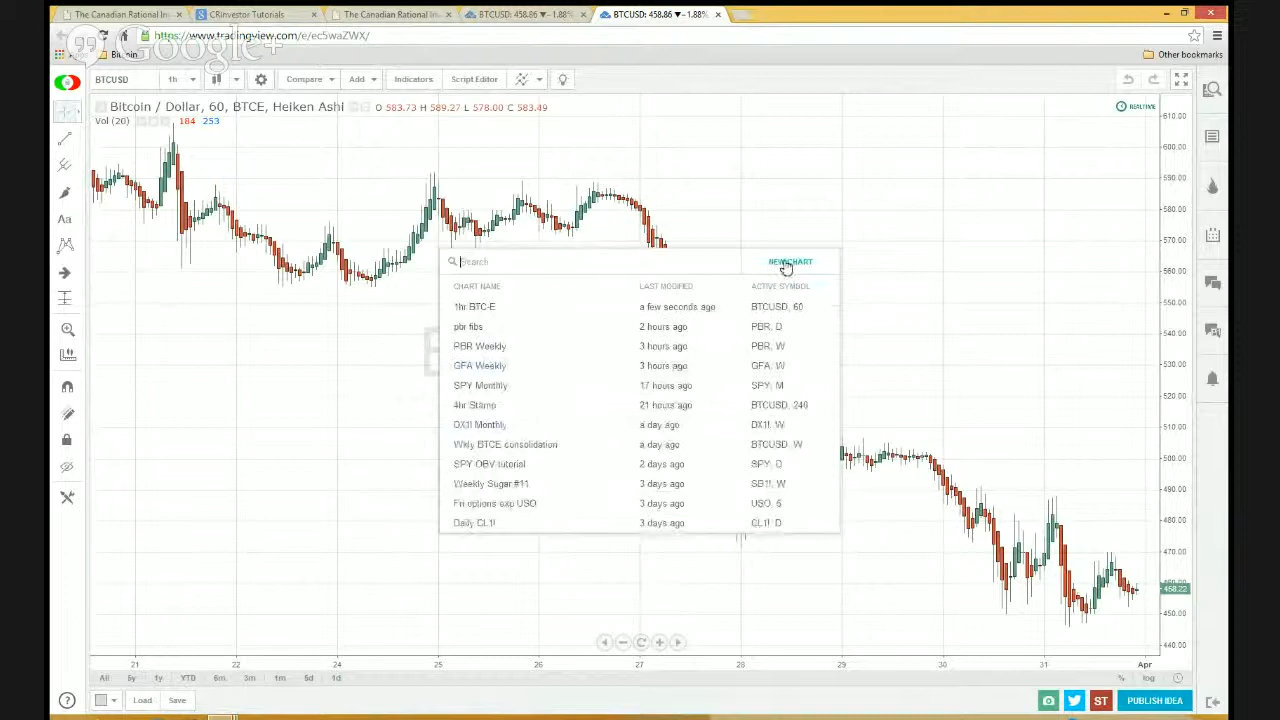 The Canadian Rational In
CRinvestor Tutorials
The Canadian Rational In
BTCUSD: 458.86 ▼−1.88%
BTCUSD: 458.86 ▼−1.88%
https://www.tradingview.com/e/ec5waZWX/
Google+
Bitcoin
Other bookmarks
BTCUSD
1h
Compare
Add
Indicators
Script Editor
Bitcoin / Dollar, 60, BTCE, Heiken Ashi
O 583.73 H 589.27 L 578.00 C 583.49
REALTIME
Vol (20)
184 253
610.00
600.00
590.00
580.00
570.00
560.00
550.00
540.00
530.00
520.00
510.00
500.00
490.00
480.00
470.00
458.22
450.00
440.00
Aa
Search
NEW CHART
CHART NAME LAST MODIFIED ACTIVE SYMBOL
1hr BTC-E a few seconds ago BTCUSD, 60
pbr fibs 2 hours ago PBR, D
PBR Weekly 3 hours ago PBR, W
GFA Weekly 3 hours ago GFA, W
SPY Monthly 17 hours ago SPY, M
4hr Stamp 21 hours ago BTCUSD, 240
DX1! Monthly a day ago DX1!, W
Wkly BTCE consolidation a day ago BTCUSD, W
SPY OBV tutorial 2 days ago SPY, D
Weekly Sugar #11 3 days ago SB1!, W
Fri options exp USO 3 days ago USO, 5
Daily CL1! 3 days ago CL1!, D
21 22 23 24 25 26 27 28 29 30 31 Apr
All 5y 1y YTD 6m 3m 1m 5d 1d
% log
Load Save
ST
PUBLISH IDEA